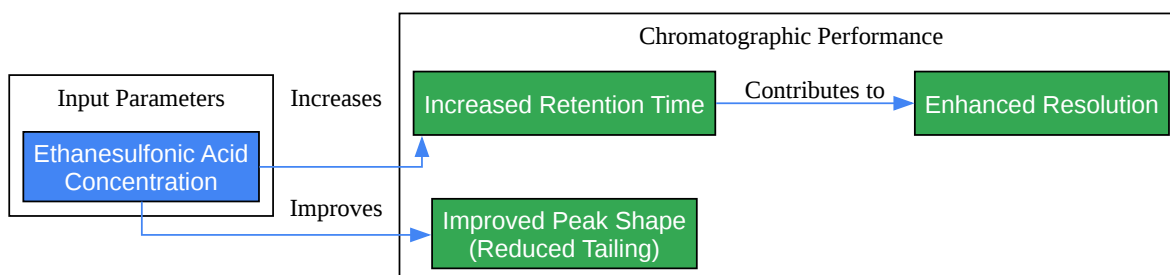 Chromatographic Performance
Input Parameters
Increases
Increased Retention Time
Contributes to
Enhanced Resolution
Ethanesulfonic Acid
Concentration
Improves
Improved Peak Shape
(Reduced Tailing)